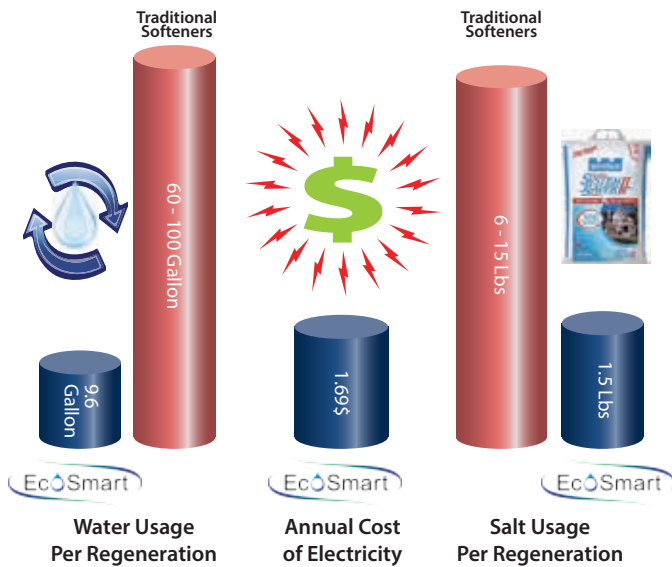 Traditional
Softeners
Traditional
Softeners
60 - 100 Gallon
9.6
Gallon
1.69$
6 - 15 Lbs
1.5 Lbs
EcoSmart
EcoSmart
EcoSmart
Water Usage
Per Regeneration
Annual Cost
of Electricity
Salt Usage
Per Regeneration